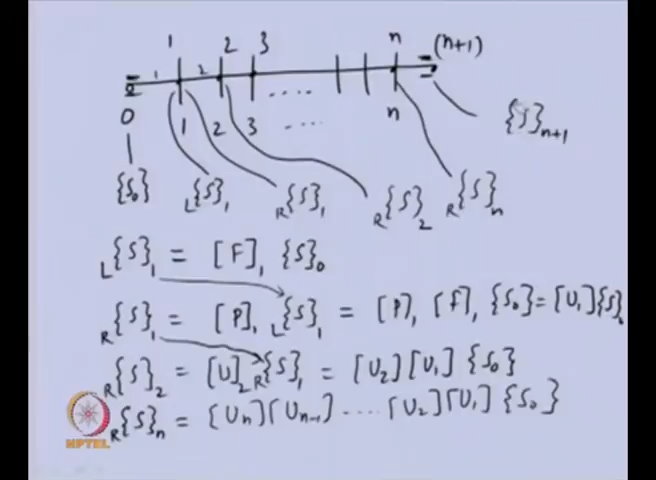 1 2 3 n (n+1)
1 2
0 1 2 3 .... .... n {S}n+1
{S₀} L{S}₁ R{S}₁ R{S}₂ R{S}n
L{S}₁ = [F]₁ {S}₀
R{S}₁ = [P]₁ L{S}₁ = [P]₁ [F]₁ {S₀} = [U₁]{S}₀
R{S}₂ = [U]₂ R{S}₁ = [U₂][U₁] {S₀}
R{S}n = [Un][Un-1] .... [U₂][U₁] {S₀}
NPTEL